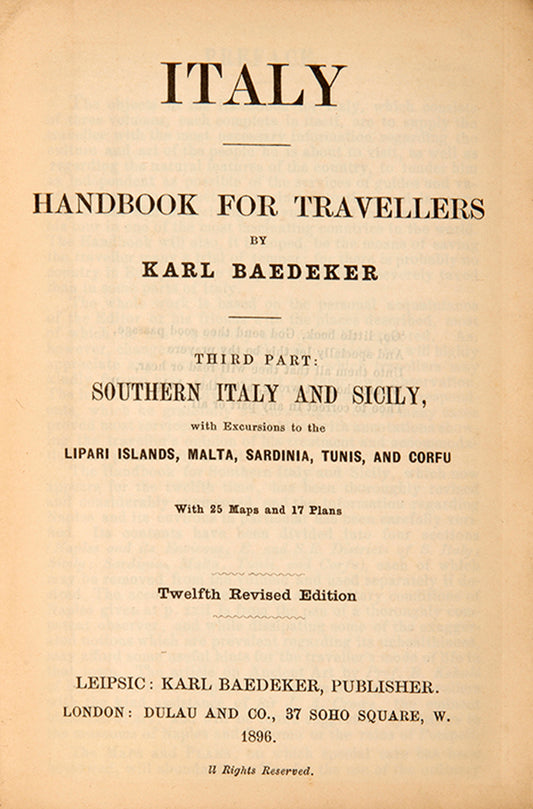 ITALY
HANDBOOK FOR TRAVELLERS
BY
KARL BAEDEKER
THIRD PART:
SOUTHERN ITALY AND SICILY,
with Excursions to the
LIPARI ISLANDS, MALTA, SARDINIA, TUNIS, AND CORFU
With 25 Maps and 17 Plans
Twelfth Revised Edition
LEIPSIC: KARL BAEDEKER, PUBLISHER.
LONDON: DULAU AND CO., 37 SOHO SQUARE, W.
1896.
ll Rights Reserved.